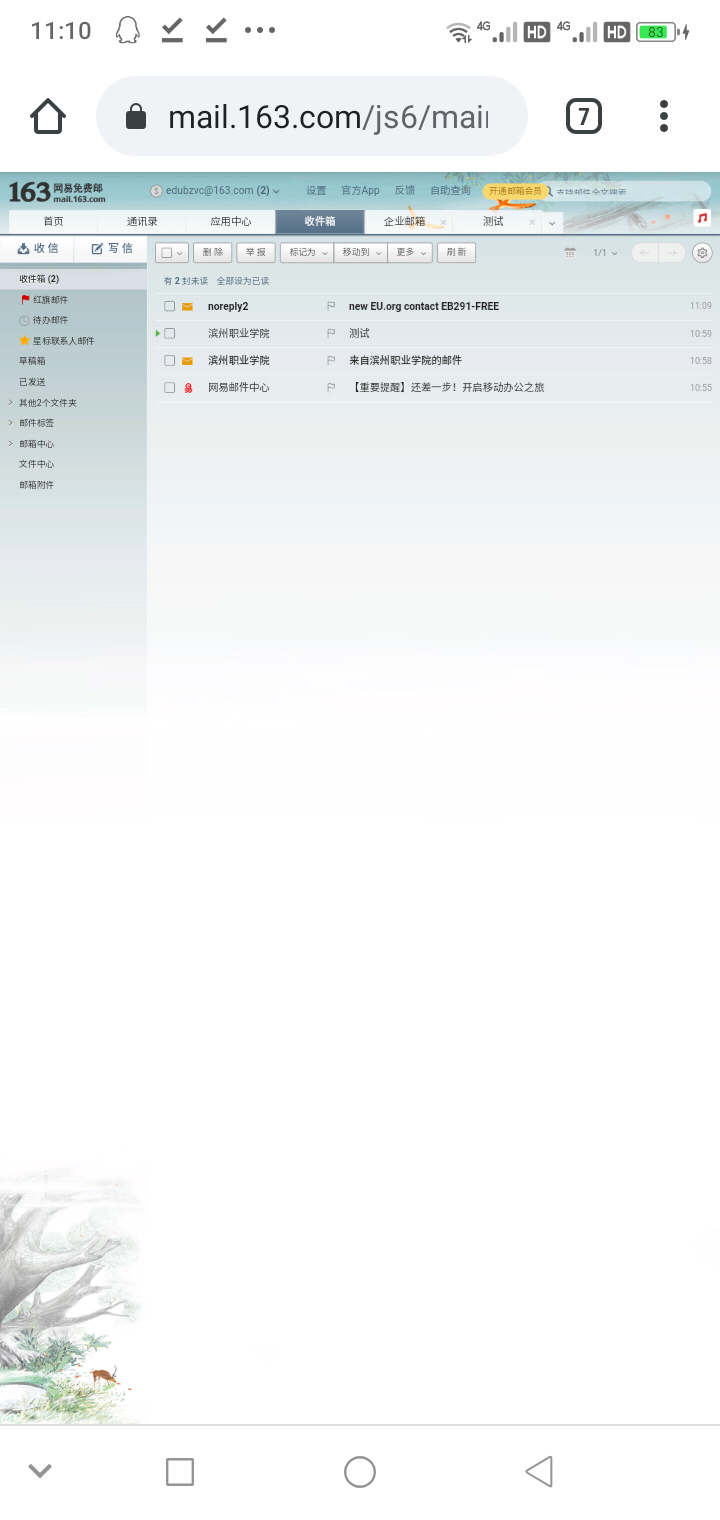 11:10
4G HD 4G HD 83
mail.163.com/js6/mai
7
163 网易免费邮 mail.163.com
edubzvc@163.com (2) 设置 官方App 反馈 自助查询 开通邮箱会员 支持邮件全文搜索
首页 通讯录 应用中心 收件箱 企业邮箱 × 测试 ×
收 信 写 信
删 除 举 报 标记为 移动到 更多 刷 新 1/1
收件箱 (2)
红旗邮件
待办邮件
星标联系人邮件
草稿箱
已发送
其他2个文件夹
邮件标签
邮箱中心
文件中心
邮箱附件
有 2 封未读 全部设为已读
noreply2 new EU.org contact EB291-FREE 11:09
滨州职业学院 测试 10:59
滨州职业学院 来自滨州职业学院的邮件 10:58
网易邮件中心 【重要提醒】还差一步！开启移动办公之旅 10:55